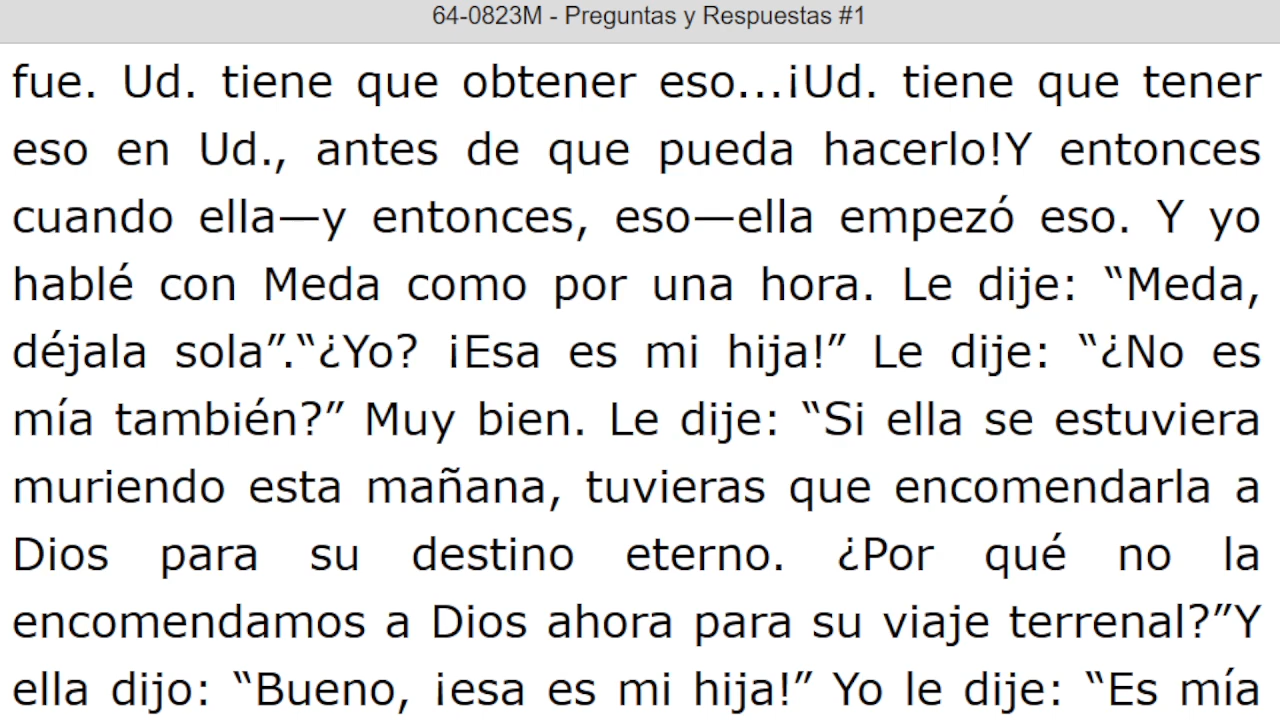 64-0823M - Preguntas y Respuestas #1
fue. Ud. tiene que obtener eso...¡Ud. tiene que tener
eso en Ud., antes de que pueda hacerlo!Y entonces
cuando ella—y entonces, eso—ella empezó eso. Y yo
hablé con Meda como por una hora. Le dije: “Meda,
déjala sola”.“¿Yo? ¡Esa es mi hija!” Le dije: “¿No es
mía también?” Muy bien. Le dije: “Si ella se estuviera
muriendo esta mañana, tuvieras que encomendarla a
Dios para su destino eterno. ¿Por qué no la
encomendamos a Dios ahora para su viaje terrenal?”Y
ella dijo: “Bueno, ¡esa es mi hija!” Yo le dije: “Es mía